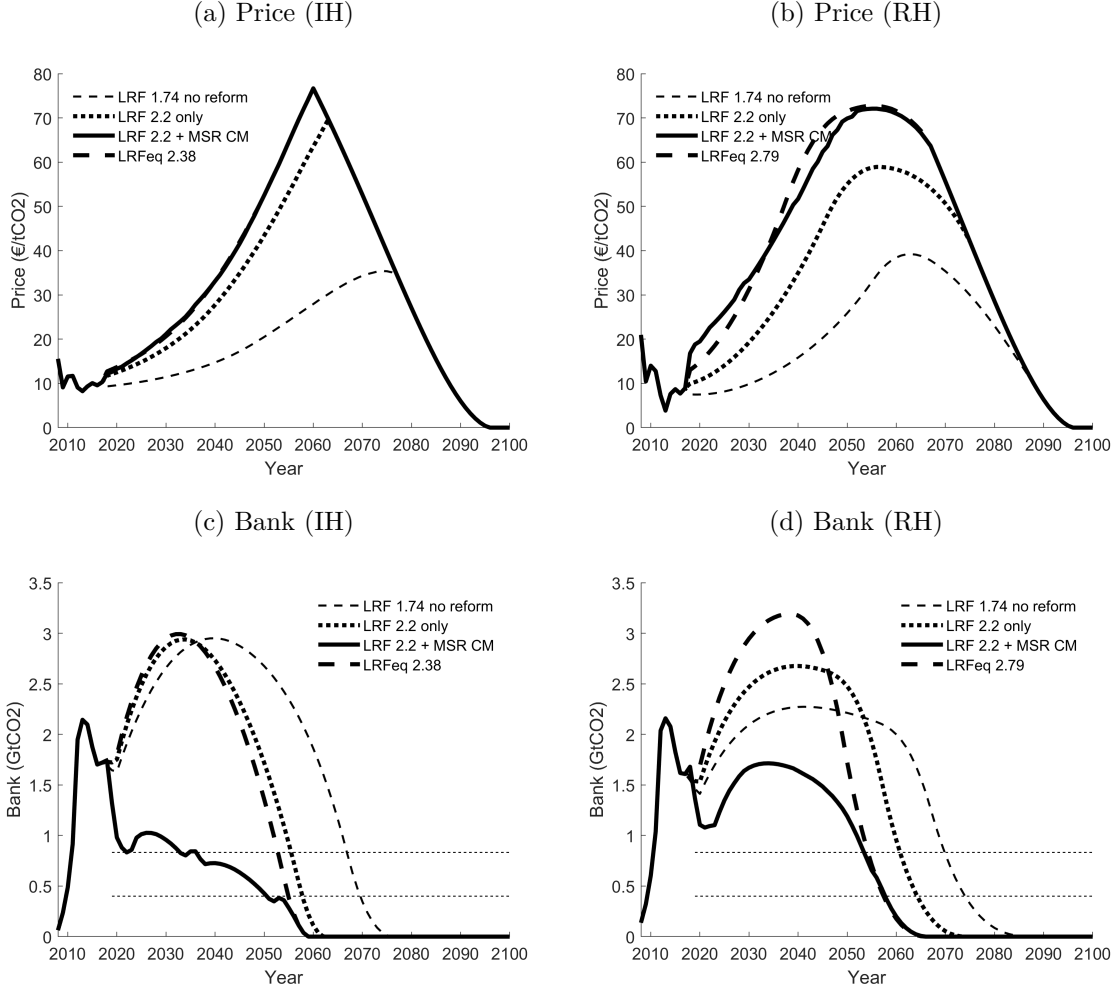 (a) Price (IH)
80
70
60
50
40
30
20
10
0
Price (€/tCO2)
LRF 1.74 no reform
LRF 2.2 only
LRF 2.2 + MSR CM
LRFeq 2.38
2010 2020 2030 2040 2050 2060 2070 2080 2090 2100
Year
(b) Price (RH)
80
70
60
50
40
30
20
10
0
Price (€/tCO2)
LRF 1.74 no reform
LRF 2.2 only
LRF 2.2 + MSR CM
LRFeq 2.79
2010 2020 2030 2040 2050 2060 2070 2080 2090 2100
Year
(c) Bank (IH)
3.5
3
2.5
2
1.5
1
0.5
0
Bank (GtCO2)
LRF 1.74 no reform
LRF 2.2 only
LRF 2.2 + MSR CM
LRFeq 2.38
2010 2020 2030 2040 2050 2060 2070 2080 2090 2100
Year
(d) Bank (RH)
3.5
3
2.5
2
1.5
1
0.5
0
Bank (GtCO2)
LRF 1.74 no reform
LRF 2.2 only
LRF 2.2 + MSR CM
LRFeq 2.79
2010 2020 2030 2040 2050 2060 2070 2080 2090 2100
Year